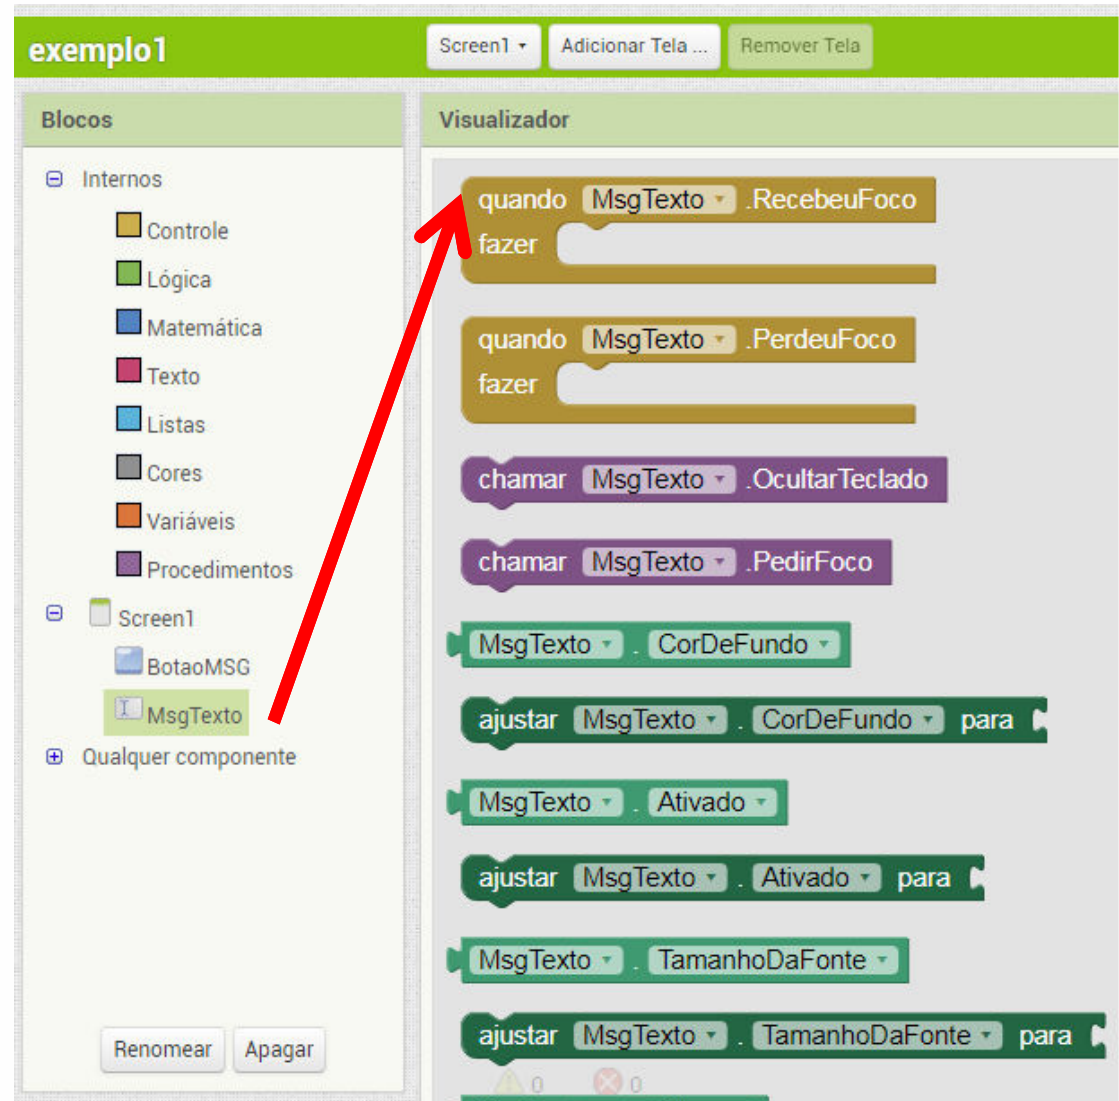 exemplo1
Screen1
Adicionar Tela ...
Remover Tela
Blocos
Visualizador
Internos
Controle
Lógica
Matemática
Texto
Listas
Cores
Variáveis
Procedimentos
Screen1
BotaoMSG
MsgTexto
Qualquer componente
Renomear
Apagar
quando MsgTexto .RecebeuFoco
fazer
quando MsgTexto .PerdeuFoco
fazer
chamar MsgTexto .OcultarTeclado
chamar MsgTexto .PedirFoco
MsgTexto . CorDeFundo
ajustar MsgTexto . CorDeFundo para
MsgTexto . Ativado
ajustar MsgTexto . Ativado para
MsgTexto . TamanhoDaFonte
ajustar MsgTexto . TamanhoDaFonte para
0 0